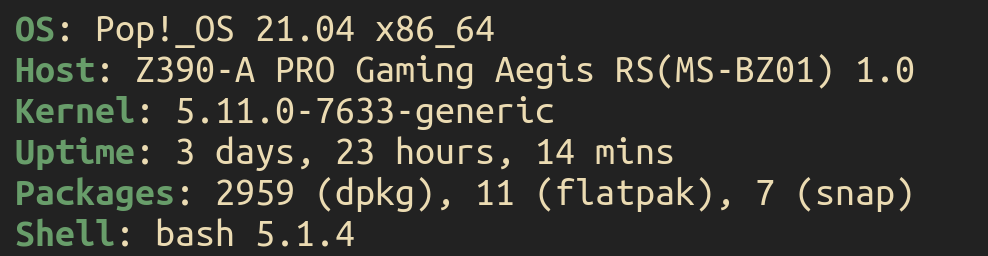 OS: Pop!_OS 21.04 x86_64
Host: Z390-A PRO Gaming Aegis RS(MS-BZ01) 1.0
Kernel: 5.11.0-7633-generic
Uptime: 3 days, 23 hours, 14 mins
Packages: 2959 (dpkg), 11 (flatpak), 7 (snap)
Shell: bash 5.1.4